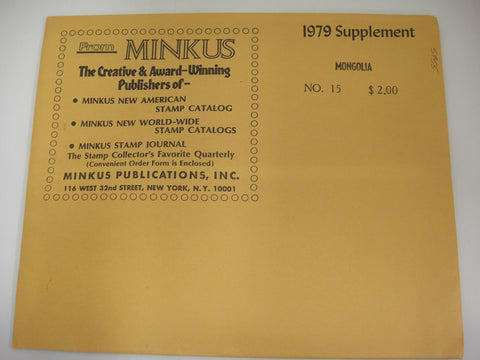 From MINKUS
The Creative & Award-Winning
Publishers of-
• MINKUS NEW AMERICAN
STAMP CATALOG
• MINKUS NEW WORLD-WIDE
STAMP CATALOGS
• MINKUS STAMP JOURNAL
The Stamp Collector's Favorite Quarterly
(Convenient Order Form is Enclosed)
MINKUS PUBLICATIONS, INC.
116 WEST 32nd STREET, NEW YORK, N.Y. 10001
1979 Supplement
MONGOLIA
NO. 15 $2.00